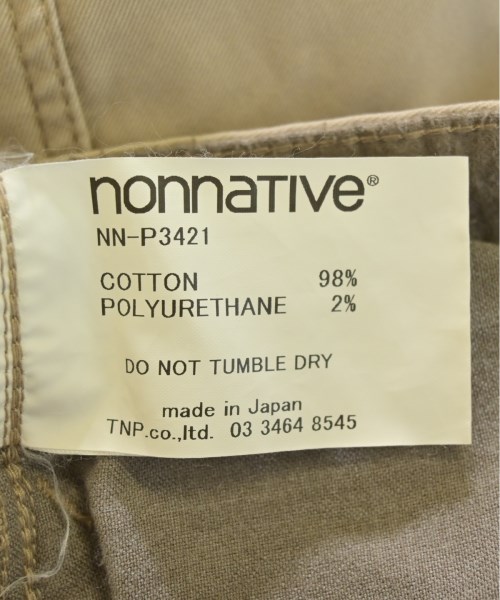 nonnative®
NN-P3421
COTTON 98%
POLYURETHANE 2%
DO NOT TUMBLE DRY
made in Japan
TNP.co.,ltd. 03 3464 8545